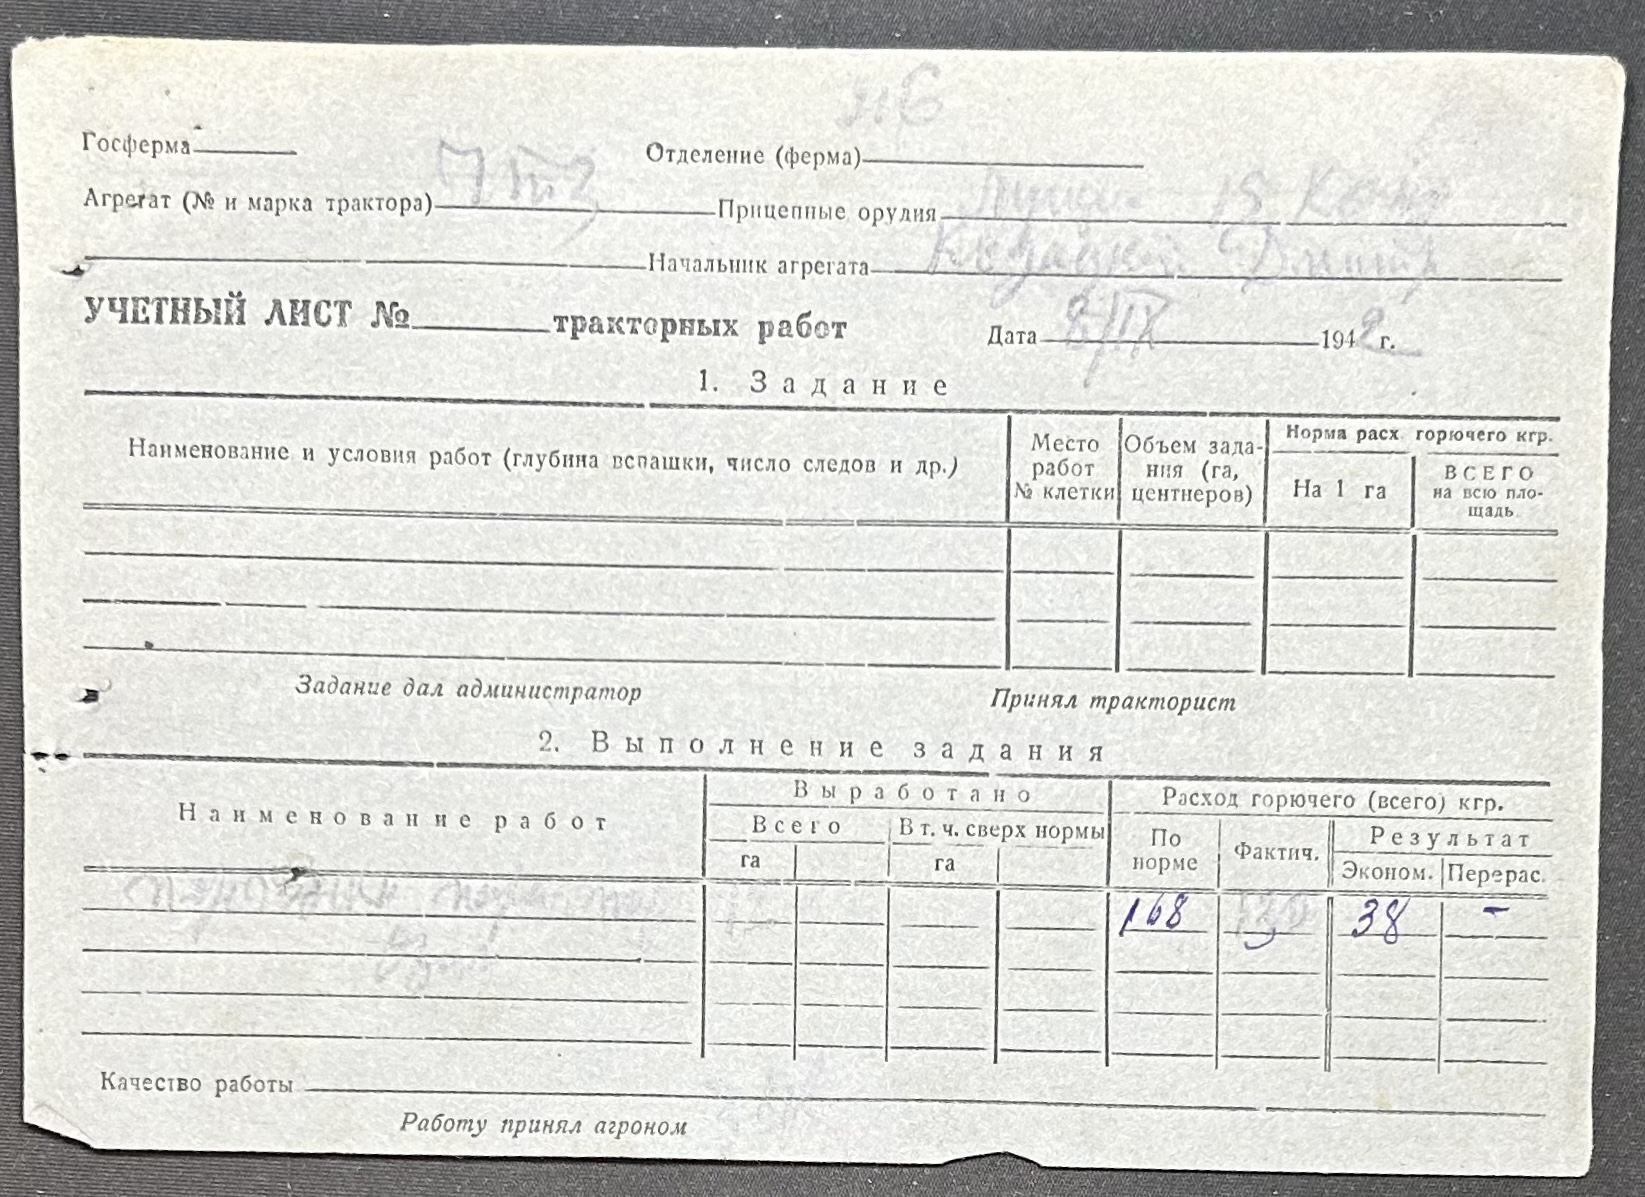 Госферма
Отделение (ферма)
Агрегат (№ и марка трактора)
Прицепные орудия
Начальник агрегата
УЧЕТНЫЙ ЛИСТ №
тракторных работ
Дата 194 г.
1. Задание
Наименование и условия работ (глубина вспашки, число следов и др.)
Место работ № клетки
Объем зада-
ния (га,
центнеров)
Норма расх. горючего кгр.
На 1 га
ВСЕГО
на всю пло-
щадь
Задание дал администратор
Принял тракторист
2. Выполнение задания
Наименование работ
Выработано
Расход горючего (всего) кгр.
Всего
В т. ч. сверх нормы
По
норме
Фактич.
Результат
га
га
Эконом.
Перерас.
168 38 -
Качество работы
Работу принял агроном